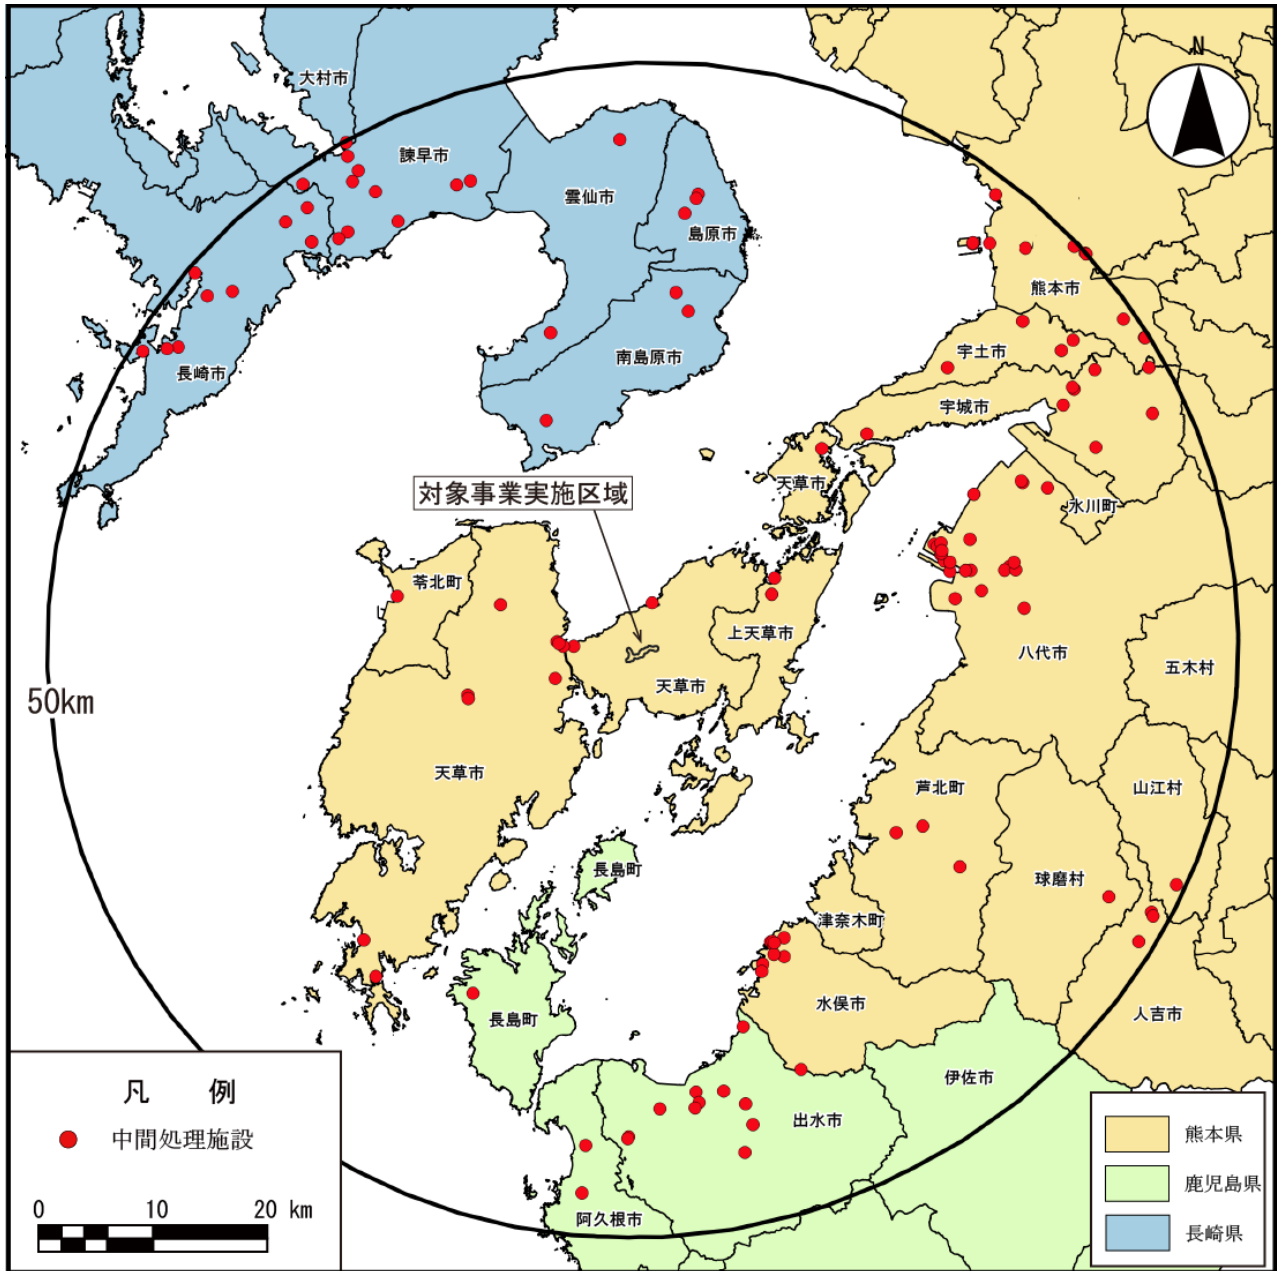 N
大村市
諫早市
雲仙市
島原市
熊本市
宇土市
南島原市
長崎市
宇城市
天草市
対象事業実施区域
氷川町
苓北町
上天草市
八代市
五木村
天草市
50km
天草市
芦北町
山江村
長島町
球磨村
津奈木町
水俣市
人吉市
長島町
伊佐市
出水市
阿久根市
凡 例
中間処理施設
0 10 20 km
熊本県
鹿児島県
長崎県